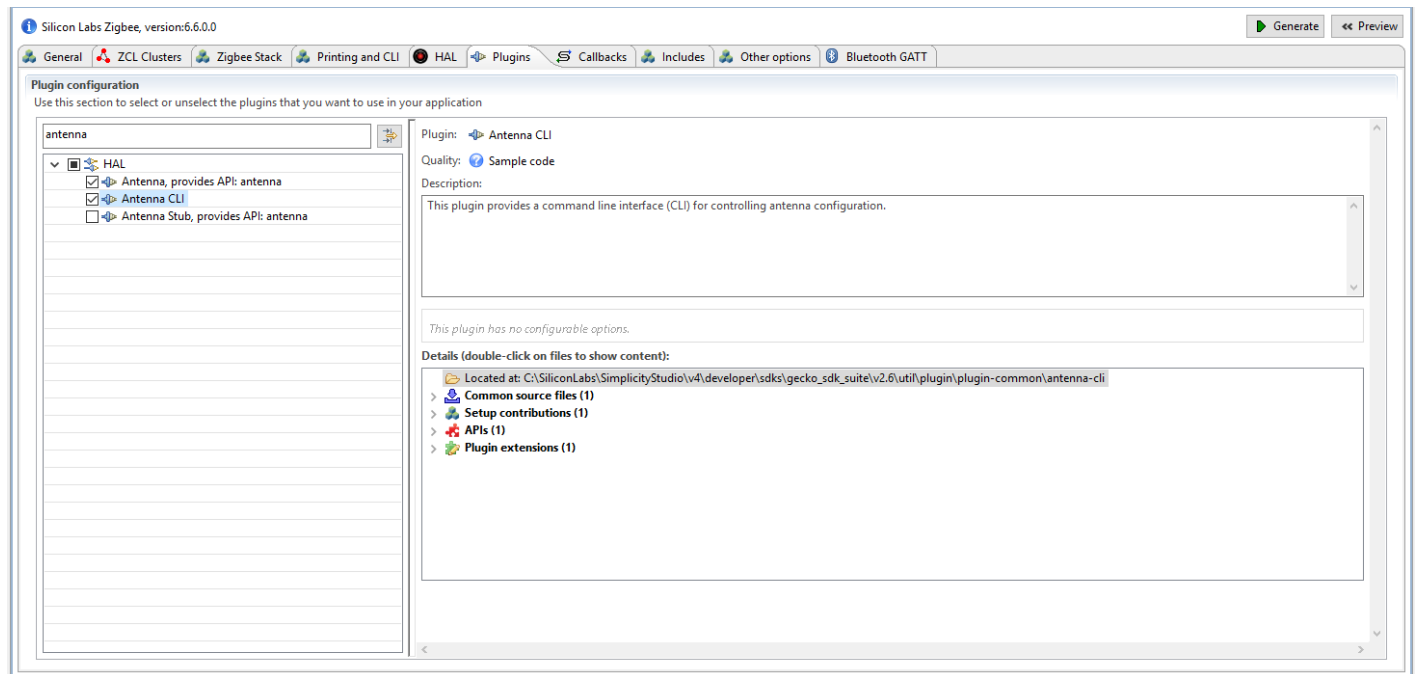 Silicon Labs Zigbee, version:6.6.0.0
Generate
Preview
General
ZCL Clusters
Zigbee Stack
Printing and CLI
HAL
Plugins
Callbacks
Includes
Other options
Bluetooth GATT
Plugin configuration
Use this section to select or unselect the plugins that you want to use in your application
antenna
HAL
Antenna, provides API: antenna
Antenna CLI
Antenna Stub, provides API: antenna
Plugin: Antenna CLI
Quality: Sample code
Description:
This plugin provides a command line interface (CLI) for controlling antenna configuration.
This plugin has no configurable options.
Details (double-click on files to show content):
Located at: C:\SiliconLabs\SimplicityStudio\v4\developer\sdks\gecko_sdk_suite\v2.6\util\plugin\plugin-common\antenna-cli
Common source files (1)
Setup contributions (1)
APIs (1)
Plugin extensions (1)